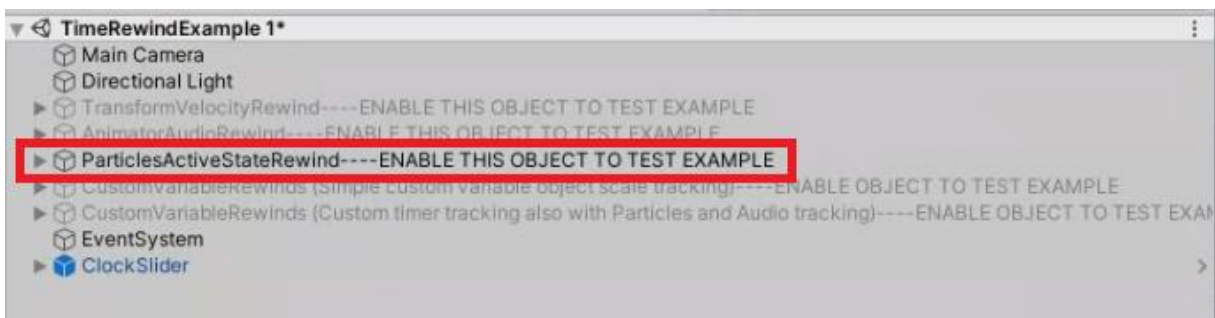 TimeRewindExample 1*
Main Camera
Directional Light
TransformVelocityRewind----ENABLE THIS OBJECT TO TEST EXAMPLE
AnimatorAudioRewind----ENABLE THIS OBJECT TO TEST EXAMPLE
ParticlesActiveStateRewind----ENABLE THIS OBJECT TO TEST EXAMPLE
CustomVariableRewinds (Simple custom variable object scale tracking)----ENABLE OBJECT TO TEST EXAMPLE
CustomVariableRewinds (Custom timer tracking also with Particles and Audio tracking)----ENABLE OBJECT TO TEST EXAM
EventSystem
ClockSlider